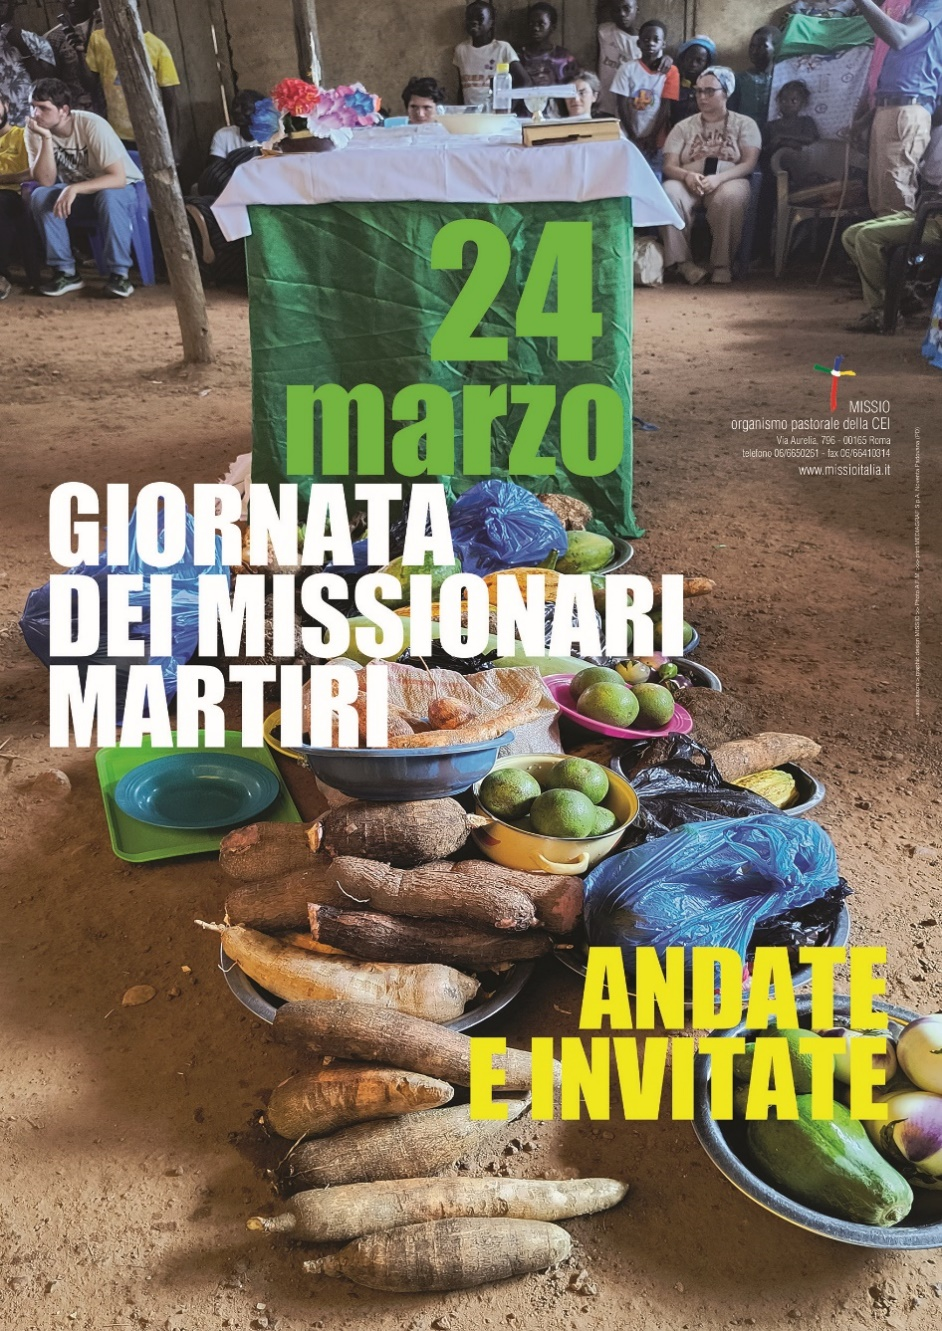 24
marzo
GIORNATA
DEI MISSIONARI
MARTIRI
MISSIO
organismo pastorale della CEI
Via Aurelia, 796 - 00165 Roma
telefono 06/6650261 - fax 06/66410314
www.missioitalia.it
ANDATE
E INVITATE